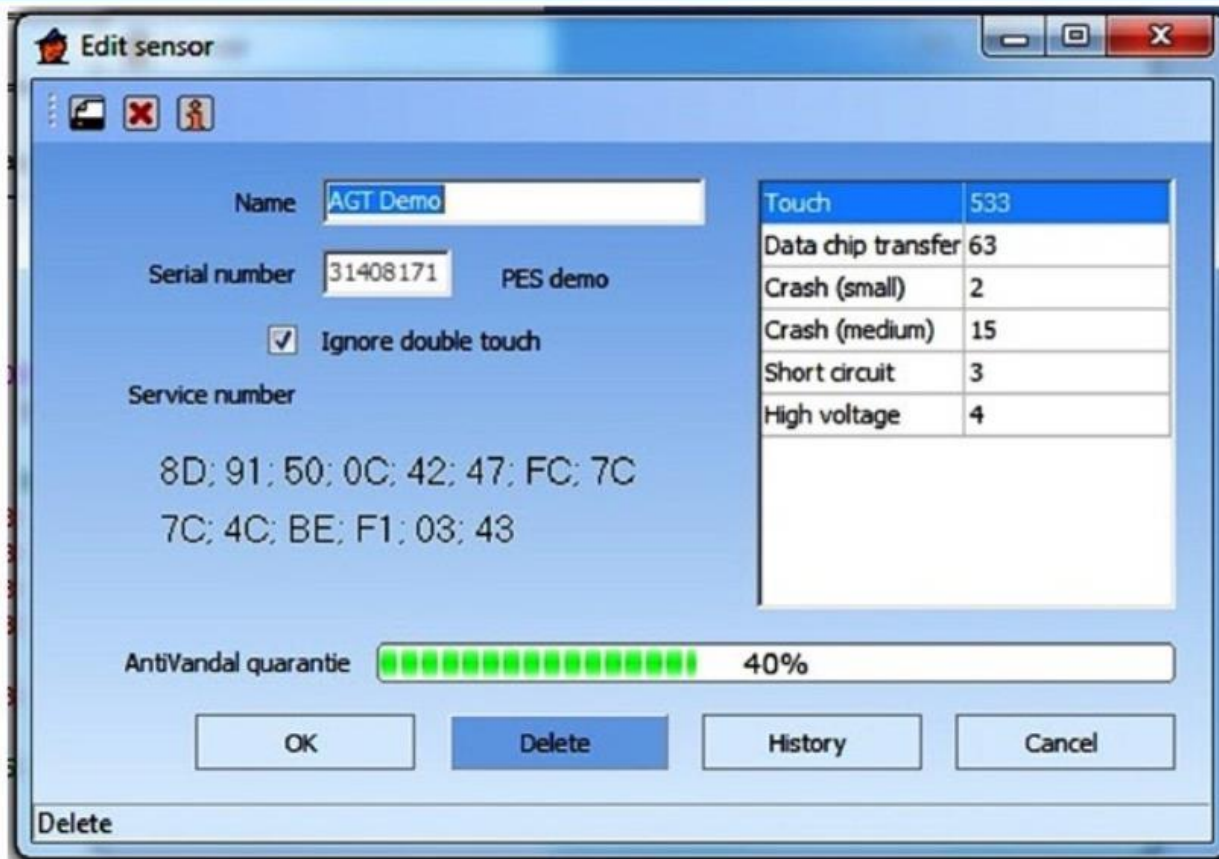 Edit sensor
Name AGT Demo
Serial number 31408171 PES demo
Ignore double touch
Service number
8D; 91; 50; 0C; 42; 47; FC; 7C
7C; 4C; BE; F1; 03; 43
Touch 533
Data chip transfer 63
Crash (small) 2
Crash (medium) 15
Short circuit 3
High voltage 4
AntiVandal quarantie 40%
OK Delete History Cancel
Delete